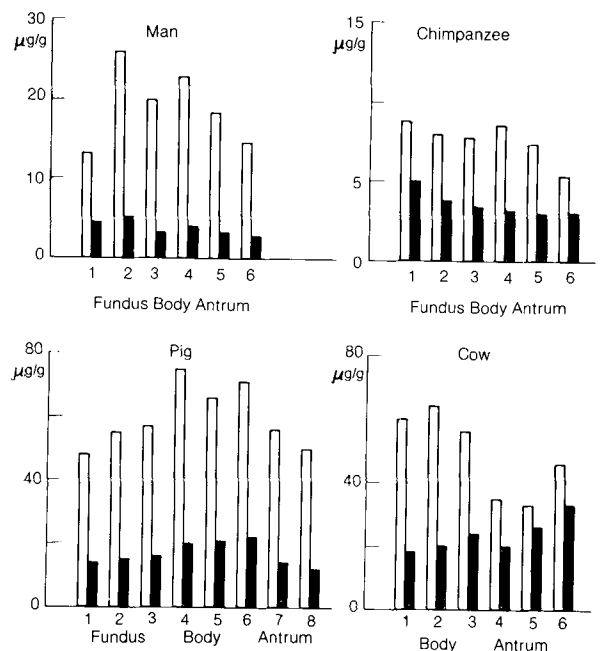 Man
30
μg/g
20
10
0
1 2 3 4 5 6
Fundus Body Antrum
Chimpanzee
15
μg/g
5
0
1 2 3 4 5 6
Fundus Body Antrum
Pig
80
μg/g
40
0
1 2 3 4 5 6 7 8
Fundus Body Antrum
Cow
80
μg/g
40
0
1 2 3 4 5 6
Body Antrum